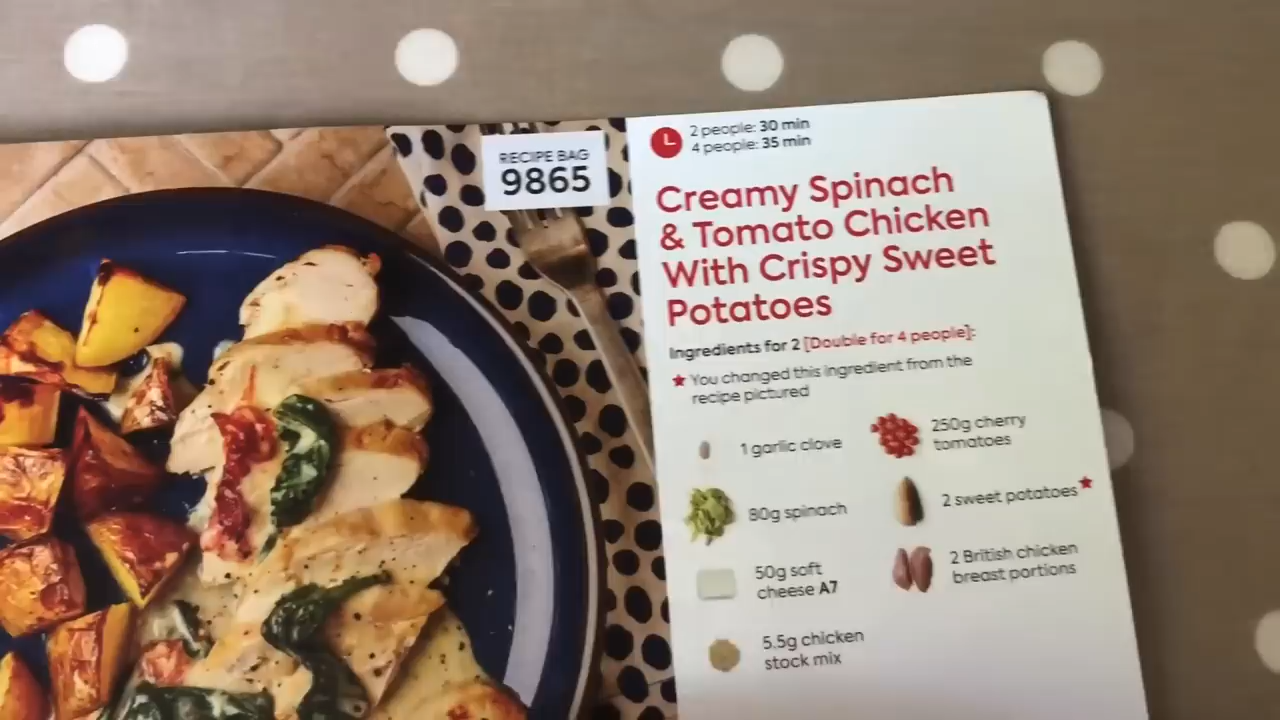 RECIPE BAG
9865
2 people: 30 min
4 people: 35 min
Creamy Spinach
& Tomato Chicken
With Crispy Sweet
Potatoes
Ingredients for 2 [Double for 4 people]:
★ You changed this ingredient from the
recipe pictured
1 garlic clove
250g cherry
tomatoes
80g spinach
2 sweet potatoes★
50g soft
cheese A7
2 British chicken
breast portions
5.5g chicken
stock mix